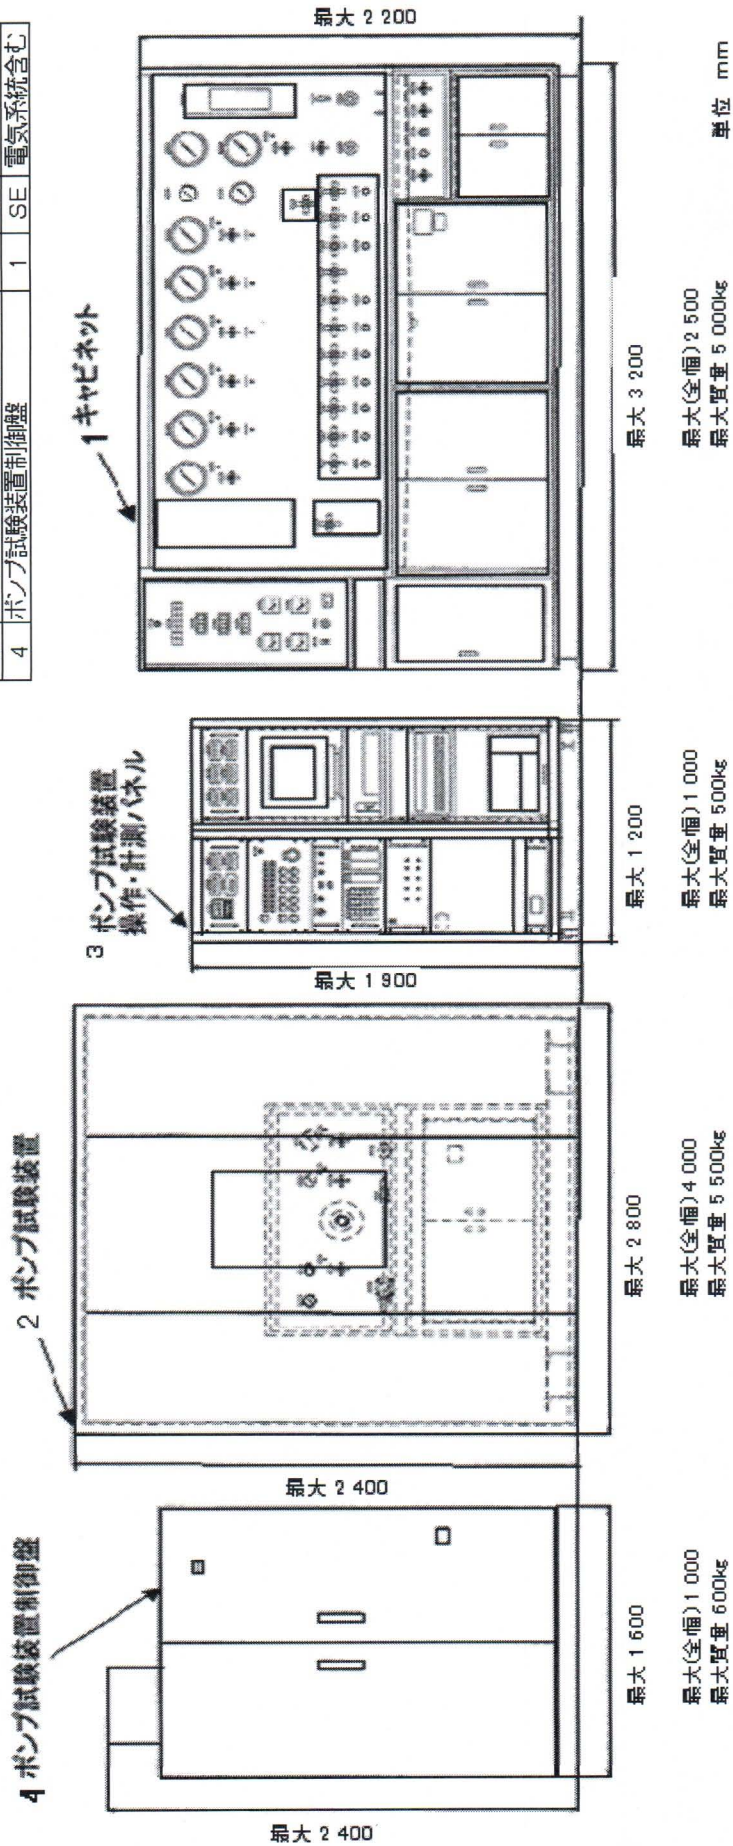 4 ポンプ試験装置制御盤 1 SE 電気系統含む
4 ポンプ試験装置制御盤
2 ポンプ試験装置
3 ポンプ試験装置
操作・計測パネル
1 キャビネット
最大 2 400
最大 2 400
最大 1 900
最大 2 200
最大 1 600
最大(全幅)1 000
最大質量 600kg
最大 2 800
最大(全幅)4 000
最大質量 5 500kg
最大 1 200
最大(全幅)1 000
最大質量 500kg
最大 3 200
最大(全幅)2 500
最大質量 5 000kg
単位 mm